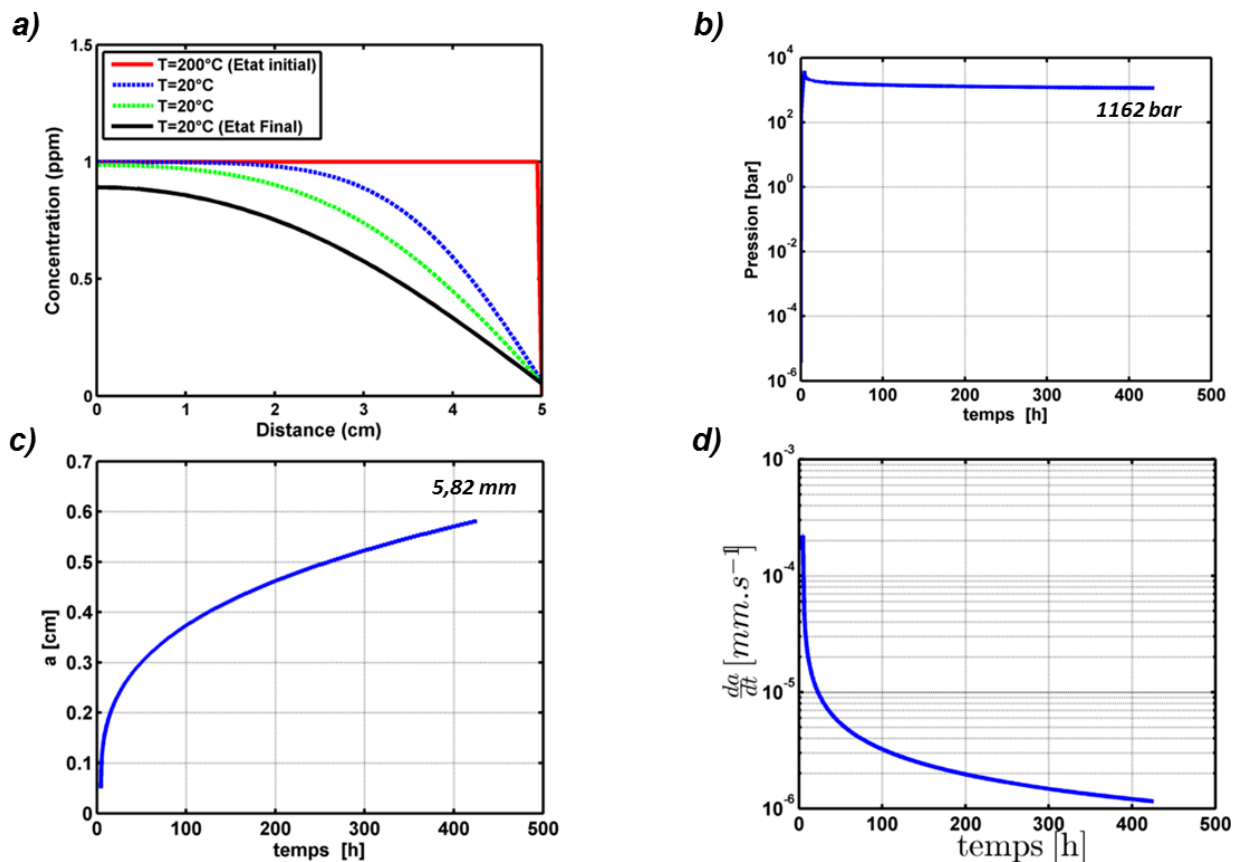 a)
1.5
1
0.5
0
T=200°C (Etat initial)
T=20°C
T=20°C
T=20°C (Etat Final)
Concentration (ppm)
0 1 2 3 4 5
Distance (cm)
b)
10^4
10^2
10^0
10^-2
10^-4
10^-6
Pression [bar]
1162 bar
100 200 300 400 500
temps [h]
c)
0.7
0.6
0.5
0.4
0.3
0.2
0.1
0
a [cm]
5,82 mm
0 100 200 300 400 500
temps [h]
d)
10^-3
10^-4
10^-5
10^-6
da/dt [mm.s^-1]
0 100 200 300 400 500
temps [h]